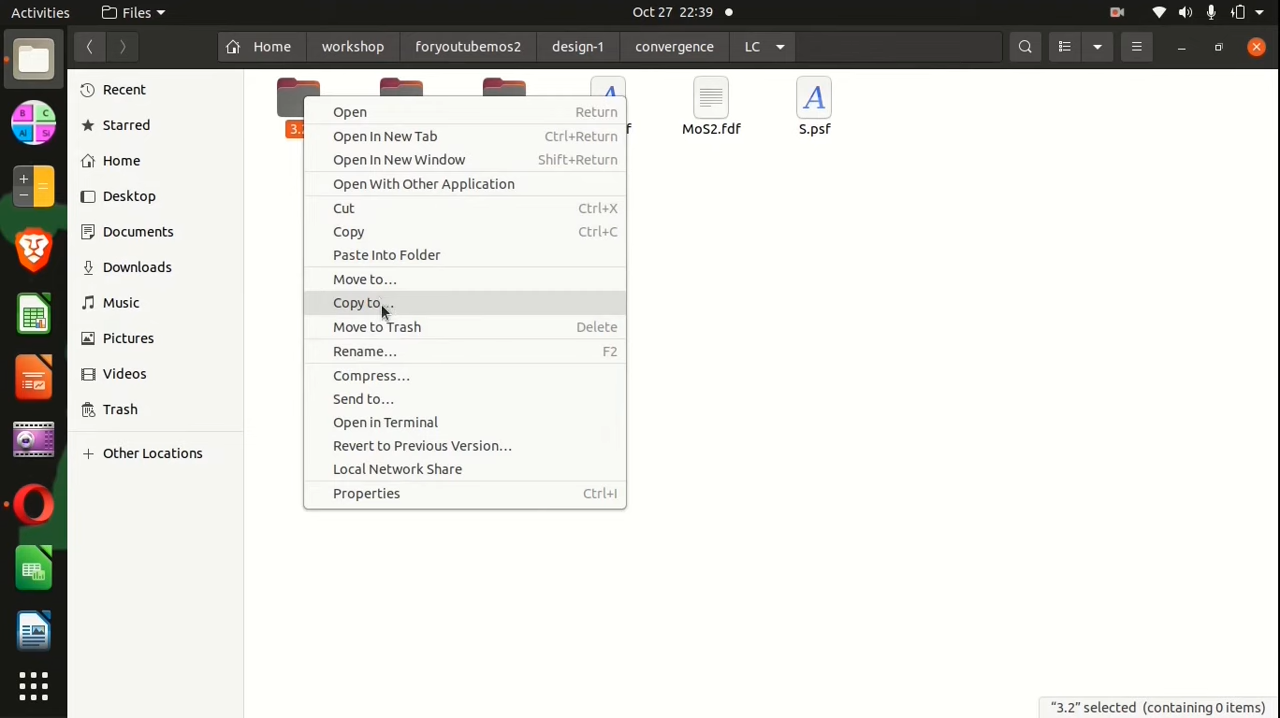 Activities
Files
Oct 27 22:39
Home
workshop
foryoutubemos2
design-1
convergence
LC
Recent
Starred
Home
Desktop
Documents
Downloads
Music
Pictures
Videos
Trash
Other Locations
3.2
MoS2.fdf
S.psf
Open Return
Open In New Tab Ctrl+Return
Open In New Window Shift+Return
Open With Other Application
Cut Ctrl+X
Copy Ctrl+C
Paste Into Folder
Move to…
Copy to…
Move to Trash Delete
Rename… F2
Compress…
Send to…
Open in Terminal
Revert to Previous Version…
Local Network Share
Properties Ctrl+I
“3.2” selected (containing 0 items)